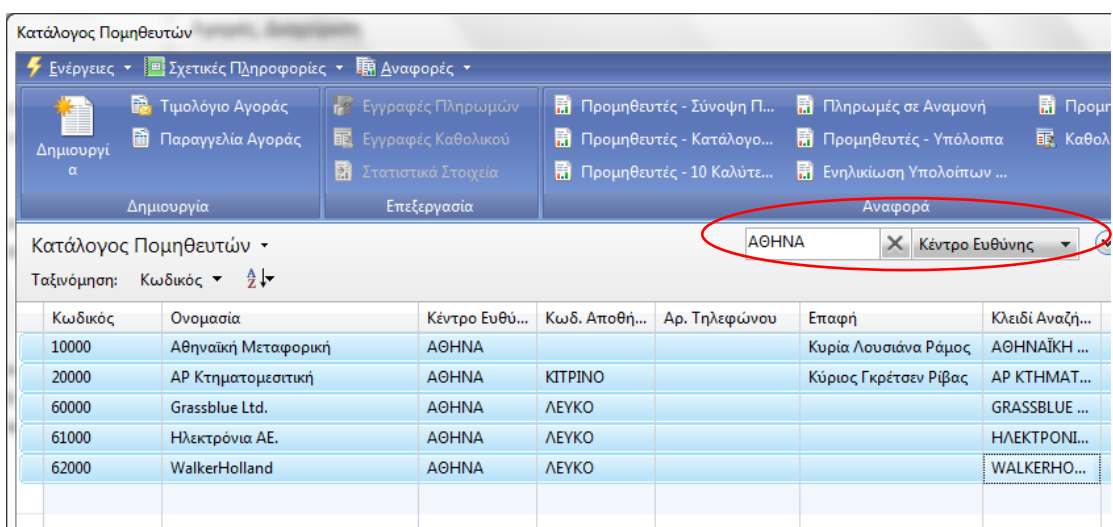 Κατάλογος Πομηθευτών
Ενέργειες Σχετικές Πληροφορίες Αναφορές
Δημιουργί
α
Τιμολόγιο Αγοράς
Παραγγελία Αγοράς
Δημιουργία
Εγγραφές Πληρωμών
Εγγραφές Καθολικού
Στατιστικά Στοιχεία
Επεξεργασία
Προμηθευτές - Σύνοψη Π... Πληρωμές σε Αναμονή Προμη
Προμηθευτές - Κατάλογο... Προμηθευτές - Υπόλοιπα Καθολ
Προμηθευτές - 10 Καλύτε... Ενηλικίωση Υπολοίπων ...
Αναφορά
Κατάλογος Πομηθευτών ΑΘΗΝΑ Κέντρο Ευθύνης
Ταξινόμηση: Κωδικός A Z
Κωδικός Ονομασία Κέντρο Ευθύ... Κωδ. Αποθή... Αρ. Τηλεφώνου Επαφή Κλειδί Αναζή...
10000 Αθηναϊκή Μεταφορική ΑΘΗΝΑ Κυρία Λουσιάνα Ράμος ΑΘΗΝΑΪΚΗ ...
20000 ΑΡ Κτηματομεσιτική ΑΘΗΝΑ ΚΙΤΡΙΝΟ Κύριος Γκρέτσεν Ρίβας ΑΡ ΚΤΗΜΑΤ...
60000 Grassblue Ltd. ΑΘΗΝΑ ΛΕΥΚΟ GRASSBLUE ...
61000 Ηλεκτρόνια ΑΕ. ΑΘΗΝΑ ΛΕΥΚΟ ΗΛΕΚΤΡΟΝΙ...
62000 WalkerHolland ΑΘΗΝΑ ΛΕΥΚΟ WALKERHO...